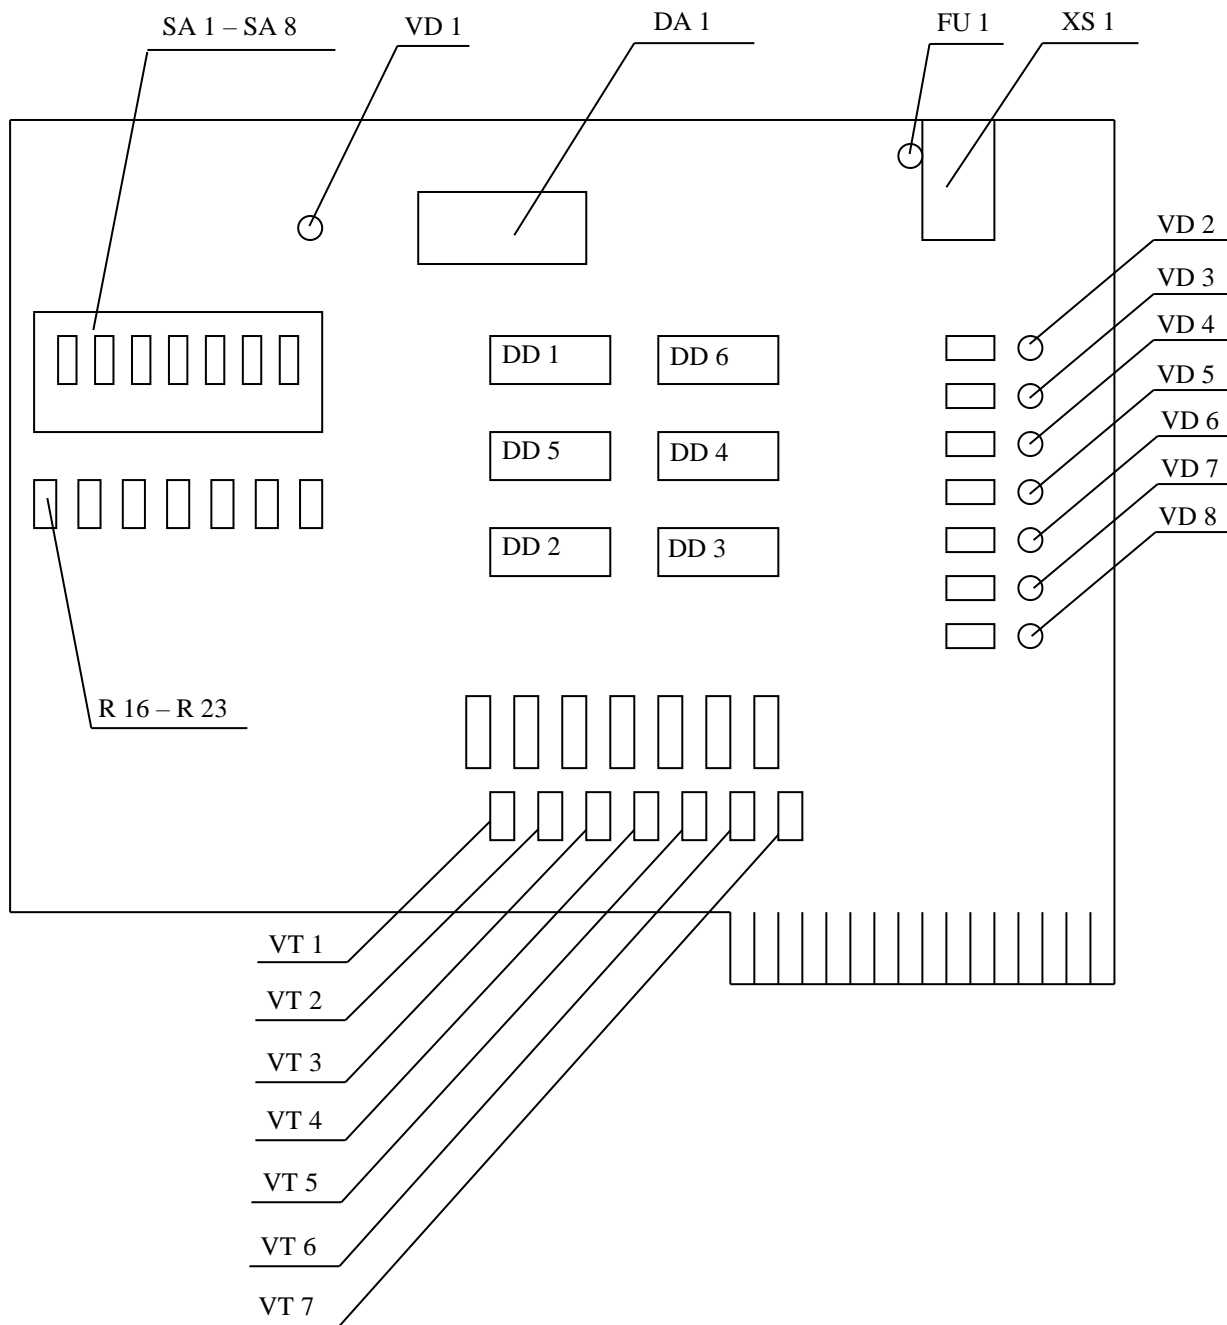 SA 1 – SA 8
VD 1
DA 1
FU 1
XS 1
VD 2
VD 3
VD 4
VD 5
VD 6
VD 7
VD 8
DD 1
DD 6
DD 5
DD 4
DD 2
DD 3
R 16 – R 23
VT 1
VT 2
VT 3
VT 4
VT 5
VT 6
VT 7